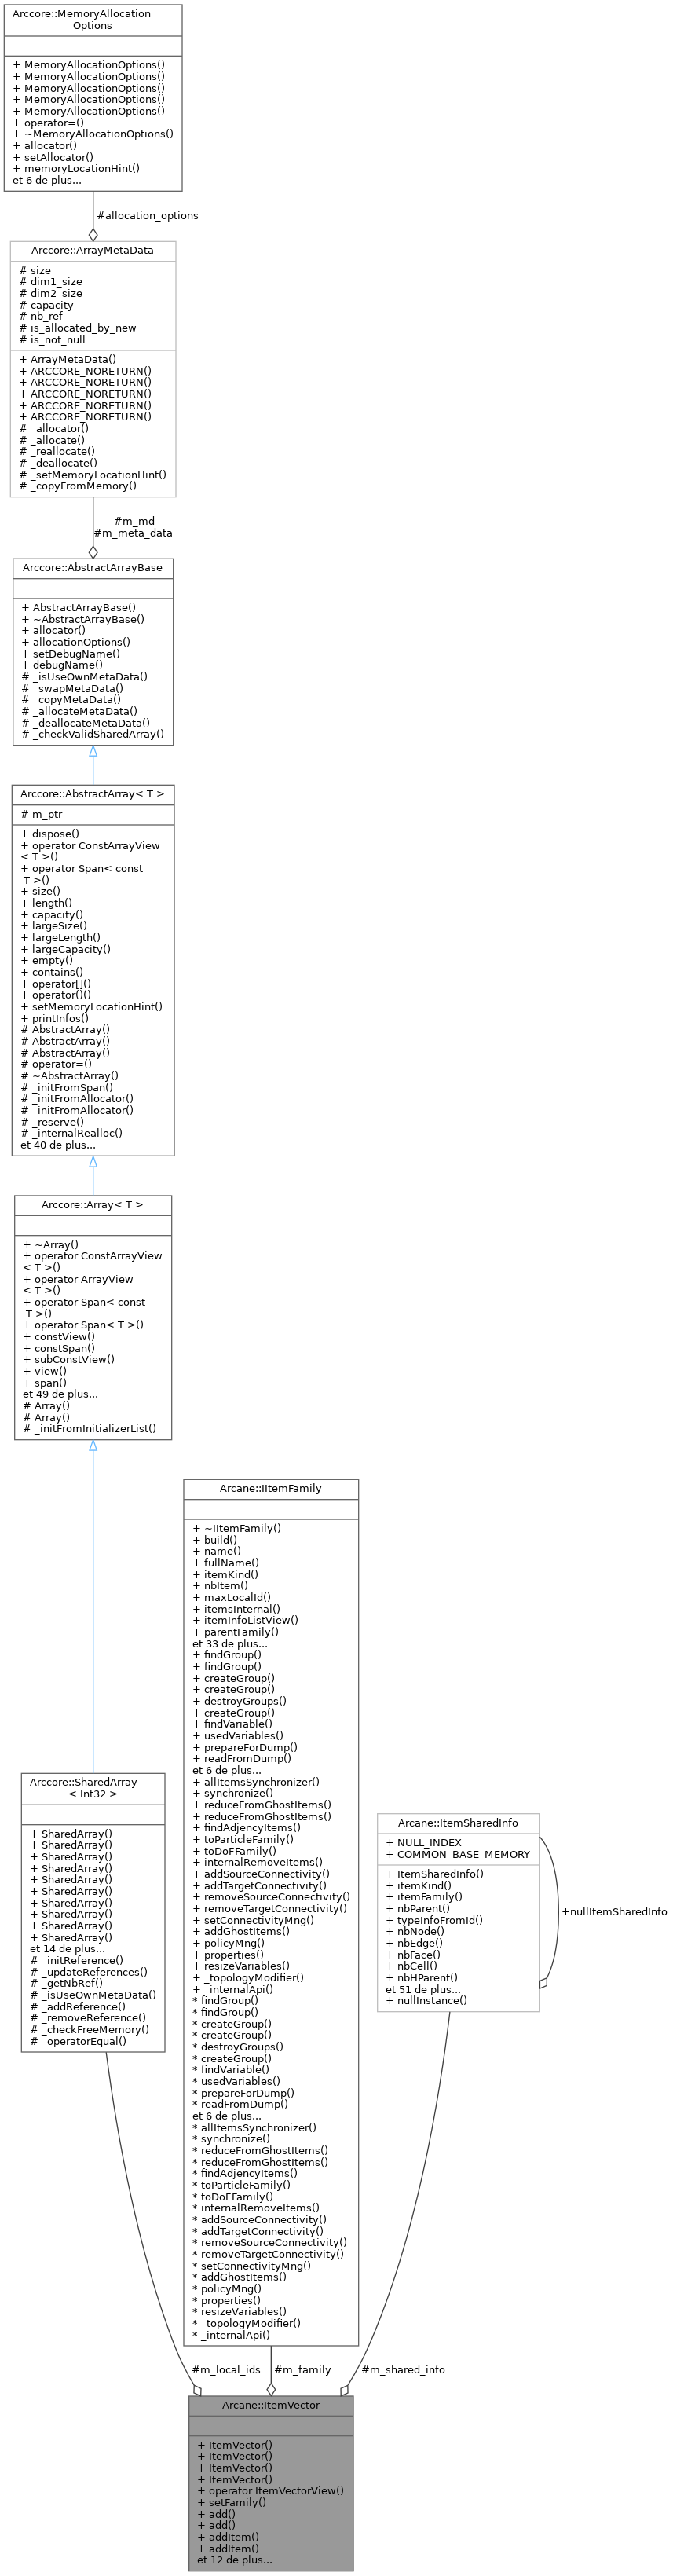 Arccore::MemoryAllocation
Options
+ MemoryAllocationOptions()
+ MemoryAllocationOptions()
+ MemoryAllocationOptions()
+ MemoryAllocationOptions()
+ MemoryAllocationOptions()
+ operator=()
+ ~MemoryAllocationOptions()
+ allocator()
+ setAllocator()
+ memoryLocationHint()
et 6 de plus...
#allocation_options
Arccore::ArrayMetaData
# size
# dim1_size
# dim2_size
# capacity
# nb_ref
# is_allocated_by_new
# is_not_null
+ ArrayMetaData()
+ ARCCORE_NORETURN()
+ ARCCORE_NORETURN()
+ ARCCORE_NORETURN()
+ ARCCORE_NORETURN()
+ ARCCORE_NORETURN()
# _allocator()
# _allocate()
# _reallocate()
# _deallocate()
# _setMemoryLocationHint()
# _copyFromMemory()
#m_md
#m_meta_data
Arccore::AbstractArrayBase
+ AbstractArrayBase()
+ ~AbstractArrayBase()
+ allocator()
+ allocationOptions()
+ setDebugName()
+ debugName()
# _isUseOwnMetaData()
# _swapMetaData()
# _copyMetaData()
# _allocateMetaData()
# _deallocateMetaData()
# _checkValidSharedArray()
Arccore::AbstractArray< T >
# m_ptr
+ dispose()
+ operator ConstArrayView
< T >()
+ operator Span< const
T >()
+ size()
+ length()
+ capacity()
+ largeSize()
+ largeLength()
+ largeCapacity()
+ empty()
+ contains()
+ operator[]()
+ operator()()
+ setMemoryLocationHint()
+ printInfos()
# AbstractArray()
# AbstractArray()
# AbstractArray()
# operator=()
# ~AbstractArray()
# _initFromSpan()
# _initFromAllocator()
# _initFromAllocator()
# _reserve()
# _internalRealloc()
et 40 de plus...
Arccore::Array< T >
+ ~Array()
+ operator ConstArrayView
< T >()
+ operator ArrayView
< T >()
+ operator Span< const
T >()
+ operator Span< T >()
+ constView()
+ constSpan()
+ subConstView()
+ view()
+ span()
et 49 de plus...
# Array()
# Array()
# _initFromInitializerList()
Arccore::SharedArray
< Int32 >
+ SharedArray()
+ SharedArray()
+ SharedArray()
+ SharedArray()
+ SharedArray()
+ SharedArray()
+ SharedArray()
+ SharedArray()
+ SharedArray()
+ SharedArray()
et 14 de plus...
# _initReference()
# _updateReferences()
# _getNbRef()
# _isUseOwnMetaData()
# _addReference()
# _removeReference()
# _checkFreeMemory()
# _operatorEqual()
Arcane::IItemFamily
+ ~IItemFamily()
+ build()
+ name()
+ fullName()
+ itemKind()
+ nbItem()
+ maxLocalId()
+ itemsInternal()
+ itemInfoListView()
+ parentFamily()
et 33 de plus...
+ findGroup()
+ findGroup()
+ createGroup()
+ createGroup()
+ destroyGroups()
+ createGroup()
+ findVariable()
+ usedVariables()
+ prepareForDump()
+ readFromDump()
et 6 de plus...
+ allItemsSynchronizer()
+ synchronize()
+ reduceFromGhostItems()
+ reduceFromGhostItems()
+ findAdjencyItems()
+ toParticleFamily()
+ toDoFFamily()
+ internalRemoveItems()
+ addSourceConnectivity()
+ addTargetConnectivity()
+ removeSourceConnectivity()
+ removeTargetConnectivity()
+ setConnectivityMng()
+ addGhostItems()
+ policyMng()
+ properties()
+ resizeVariables()
+ _topologyModifier()
+ _internalApi()
* findGroup()
* findGroup()
* createGroup()
* createGroup()
* destroyGroups()
* createGroup()
* findVariable()
* usedVariables()
* prepareForDump()
* readFromDump()
et 6 de plus...
* allItemsSynchronizer()
* synchronize()
* reduceFromGhostItems()
* reduceFromGhostItems()
* findAdjencyItems()
* toParticleFamily()
* toDoFFamily()
* internalRemoveItems()
* addSourceConnectivity()
* addTargetConnectivity()
* removeSourceConnectivity()
* removeTargetConnectivity()
* setConnectivityMng()
* addGhostItems()
* policyMng()
* properties()
* resizeVariables()
* _topologyModifier()
* _internalApi()
Arcane::ItemSharedInfo
+ NULL_INDEX
+ COMMON_BASE_MEMORY
+ ItemSharedInfo()
+ itemKind()
+ itemFamily()
+ nbParent()
+ typeInfoFromId()
+ nbNode()
+ nbEdge()
+ nbFace()
+ nbCell()
+ nbHParent()
et 51 de plus...
+ nullInstance()
+nullItemSharedInfo
#m_local_ids
#m_family
#m_shared_info
Arcane::ItemVector
+ ItemVector()
+ ItemVector()
+ ItemVector()
+ ItemVector()
+ operator ItemVectorView()
+ setFamily()
+ add()
+ add()
+ addItem()
+ addItem()
et 12 de plus...